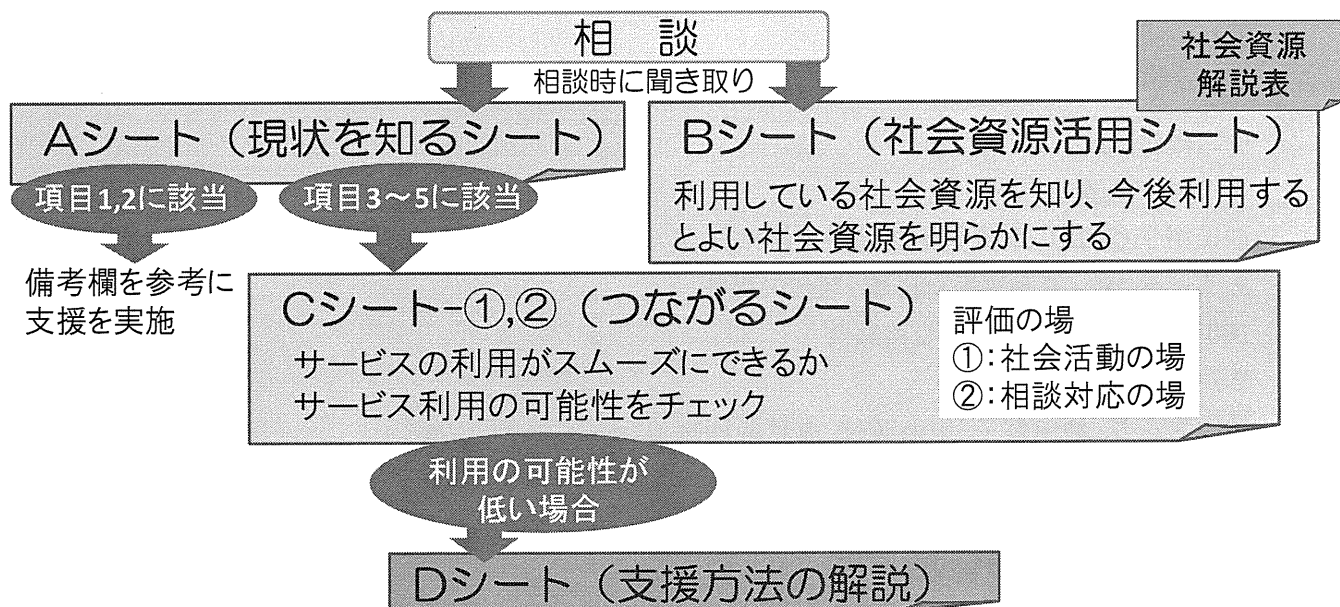 相 談
相談時に聞き取り
社会資源
解説表
Aシート（現状を知るシート）
項目1,2に該当
項目3～5に該当
備考欄を参考に
支援を実施
Bシート（社会資源活用シート）
利用している社会資源を知り、今後利用する
とよい社会資源を明らかにする
Cシート-①,②（つながるシート）
サービスの利用がスムーズにできるか
サービス利用の可能性をチェック
評価の場
①：社会活動の場
②：相談対応の場
利用の可能性が
低い場合
Dシート（支援方法の解説）